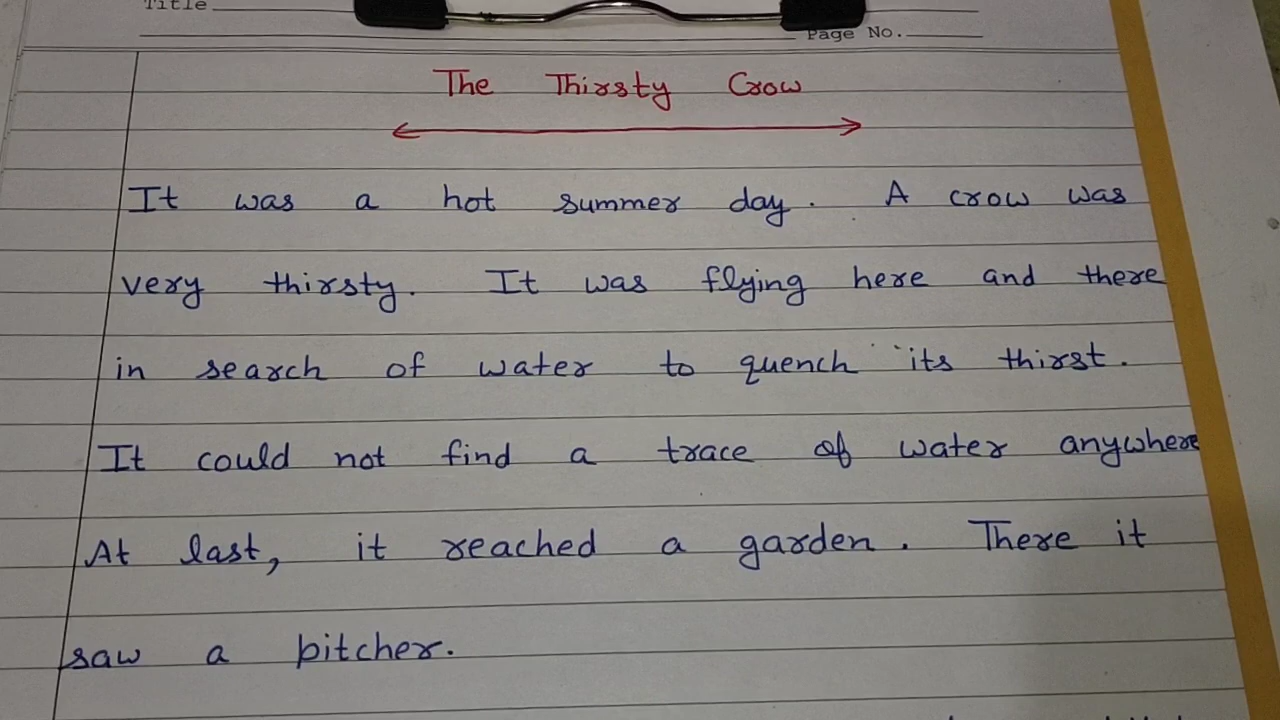 Title
Page No.
The Thirsty Crow
It was a hot summer day. A crow was
very thirsty. It was flying here and there
in search of water to quench its thirst.
It could not find a trace of water anywhere
At last, it reached a garden. There it
saw a pitcher.